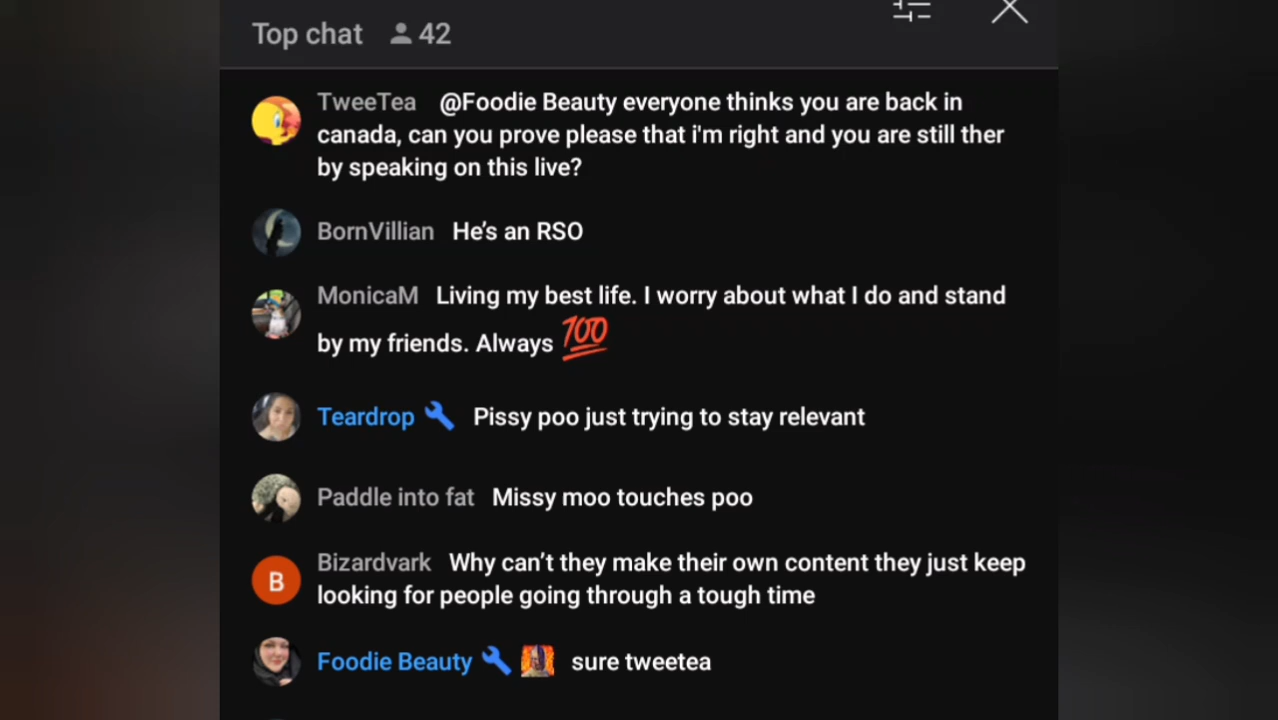 Top chat 42
TweeTea @Foodie Beauty everyone thinks you are back in
canada, can you prove please that i'm right and you are still ther
by speaking on this live?
BornVillian He's an RSO
MonicaM Living my best life. I worry about what I do and stand
by my friends. Always 💯
Teardrop Pissy poo just trying to stay relevant
Paddle into fat Missy moo touches poo
B
Bizardvark Why can't they make their own content they just keep
looking for people going through a tough time
Foodie Beauty sure tweetea